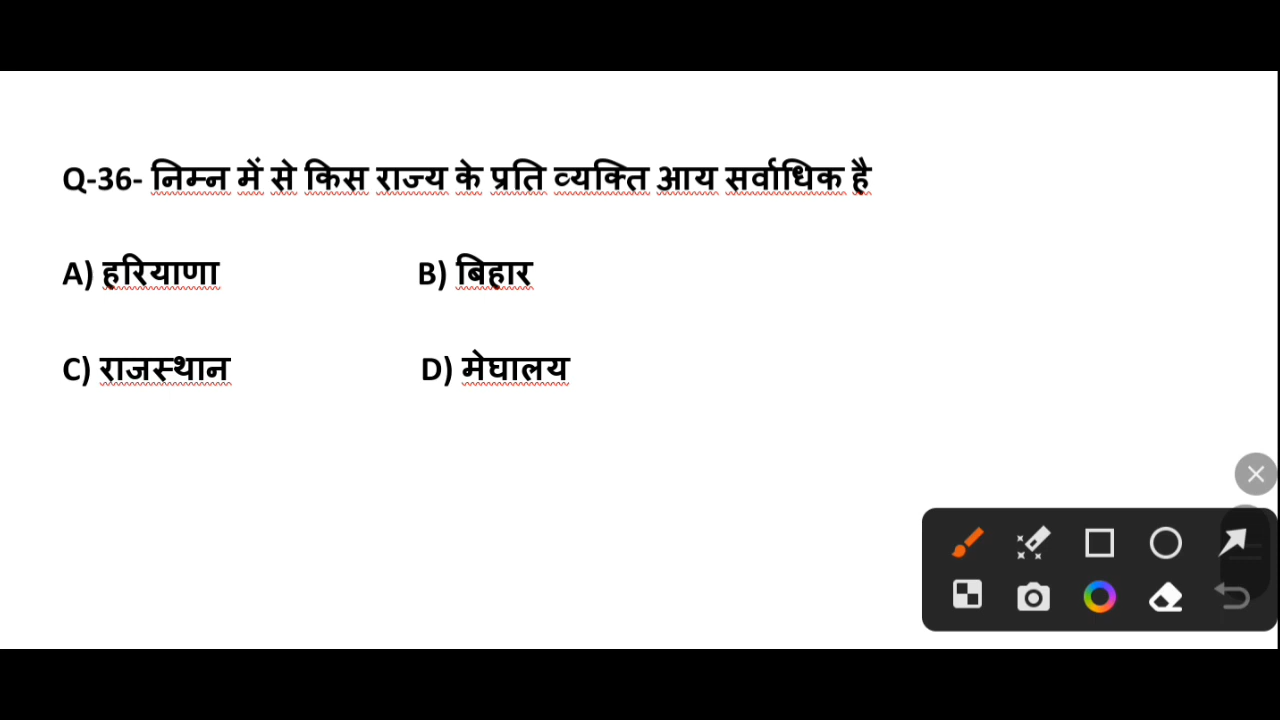 Q-36- निम्न में से किस राज्य के प्रति व्यक्ति आय सर्वाधिक है
A) हरियाणा B) बिहार
C) राजस्थान D) मेघालय